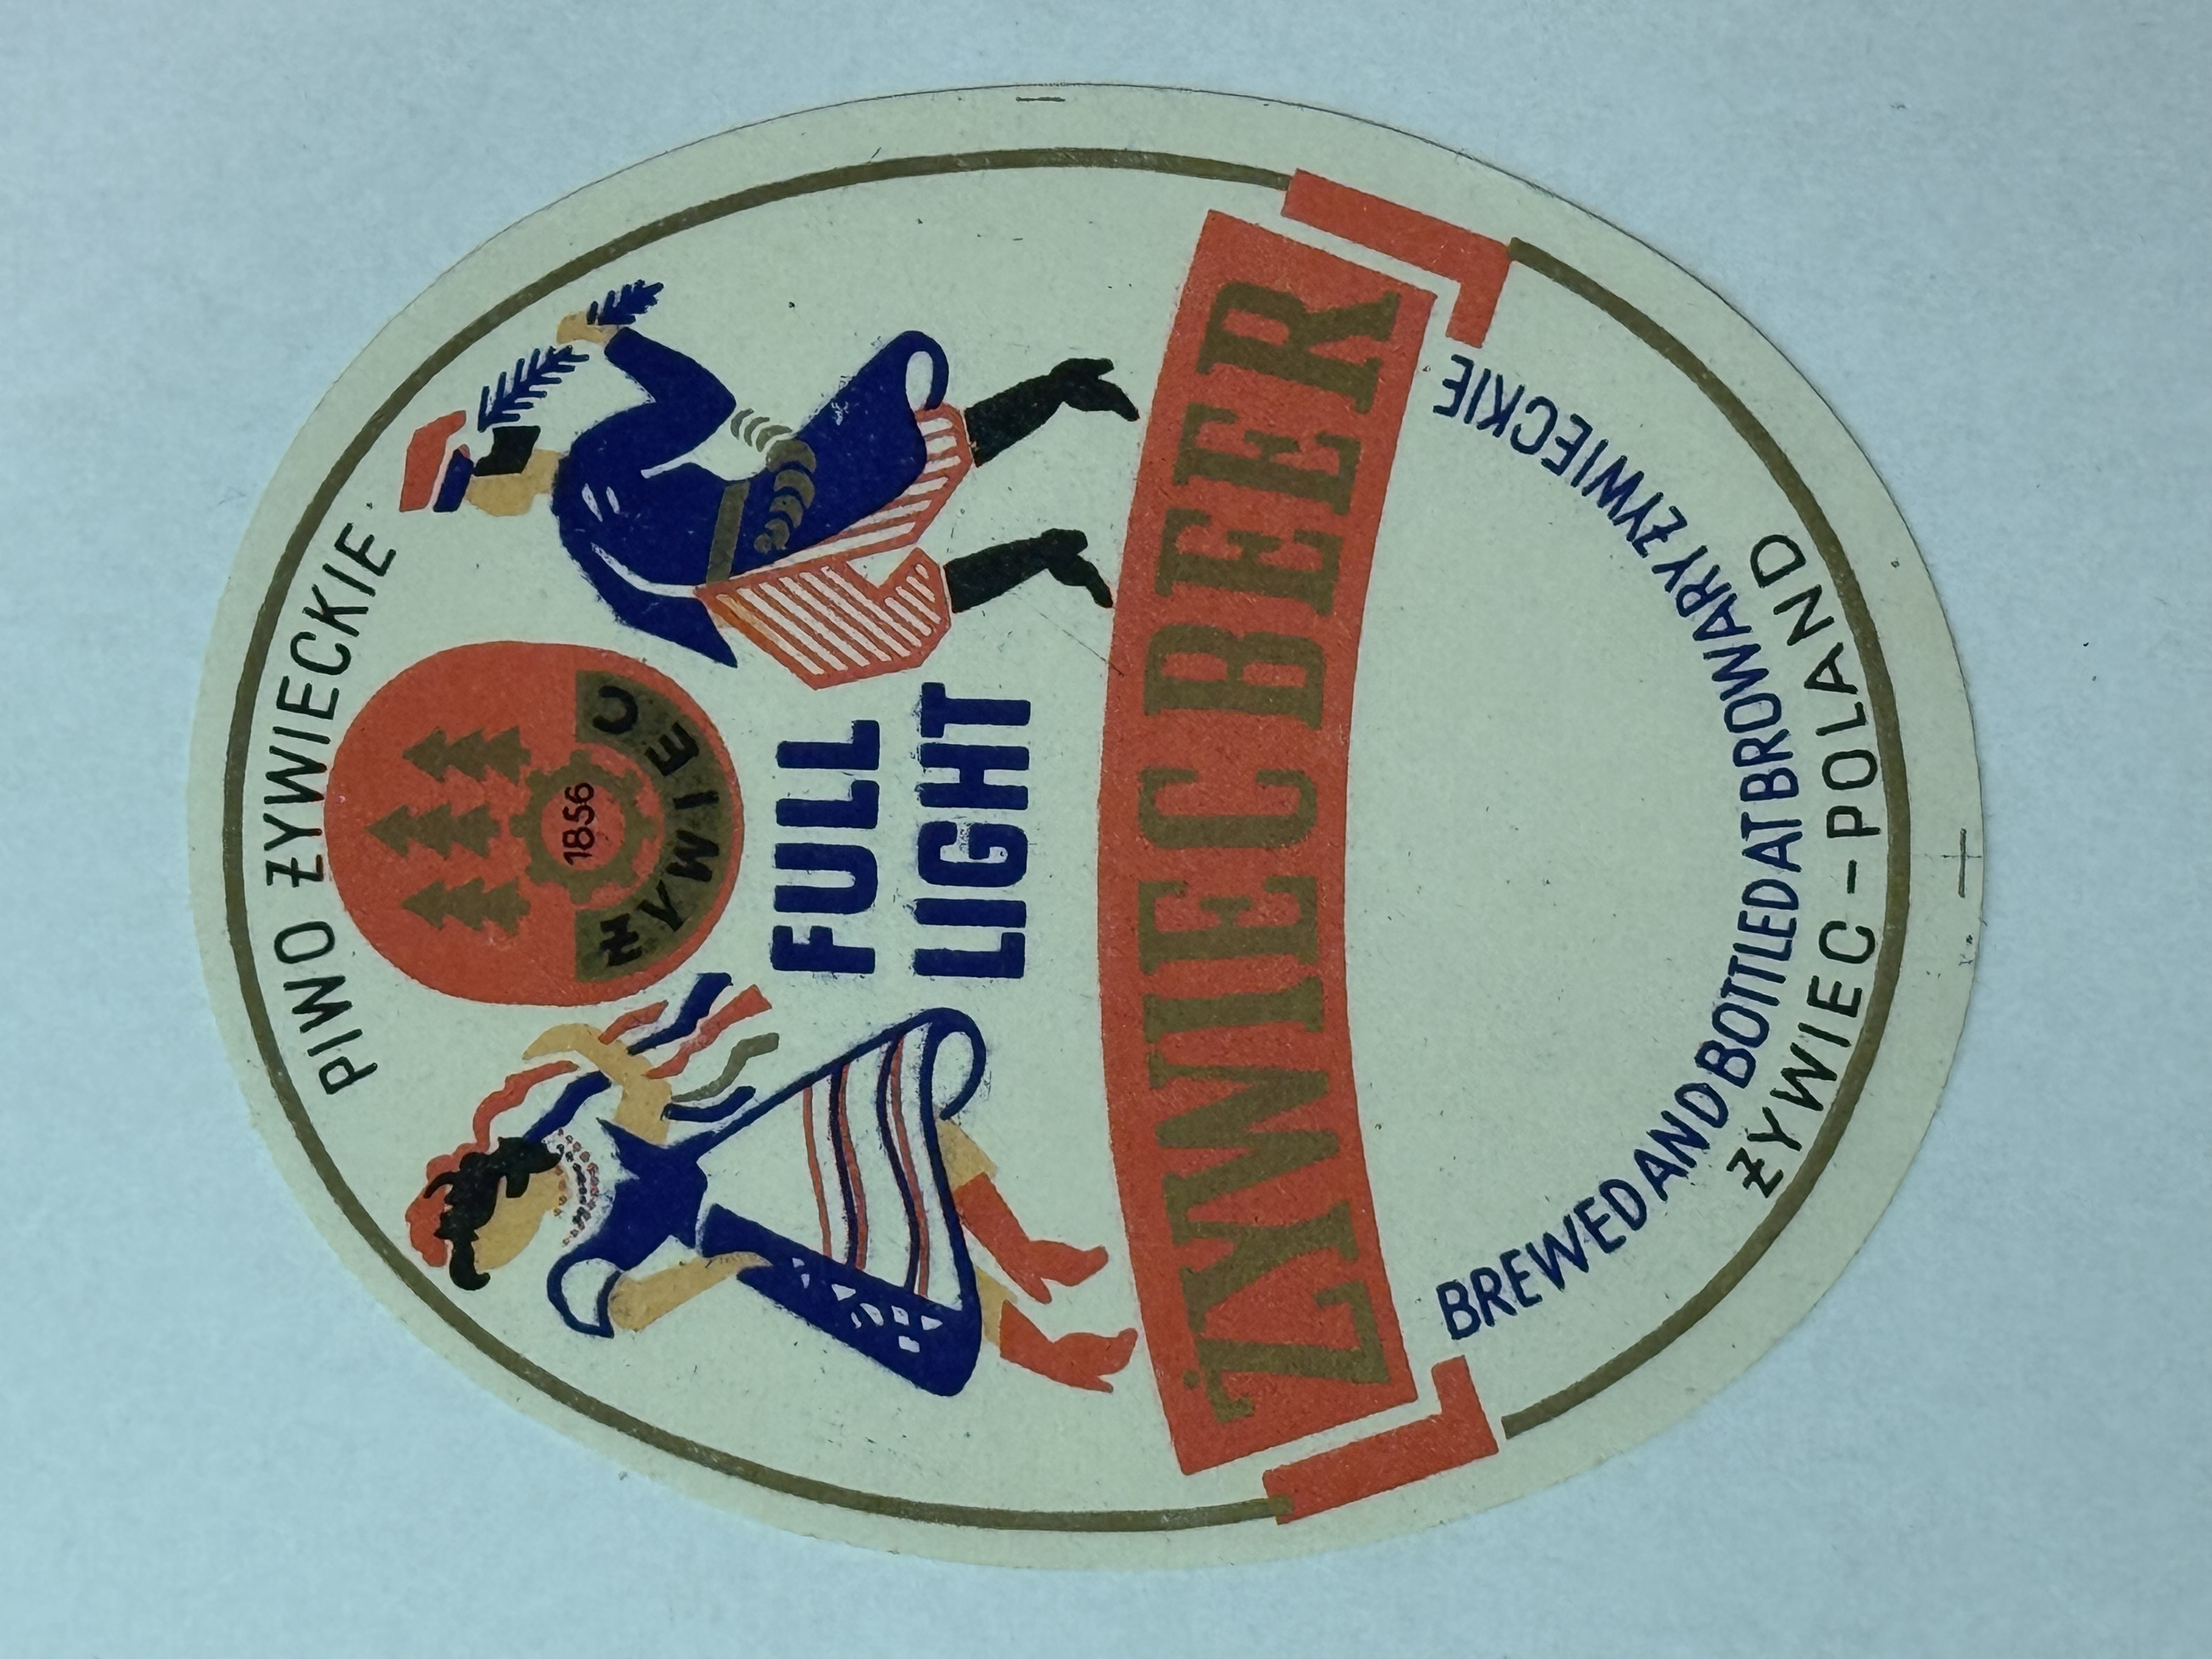 PIWO ŻYWIECKIE
1856
ŻYWIEC
FULL
LIGHT
ŻYWIEC BEER
BREWED AND BOTTLED AT BROWARY ŻYWIECKIE
ŻYWIEC - POLAND